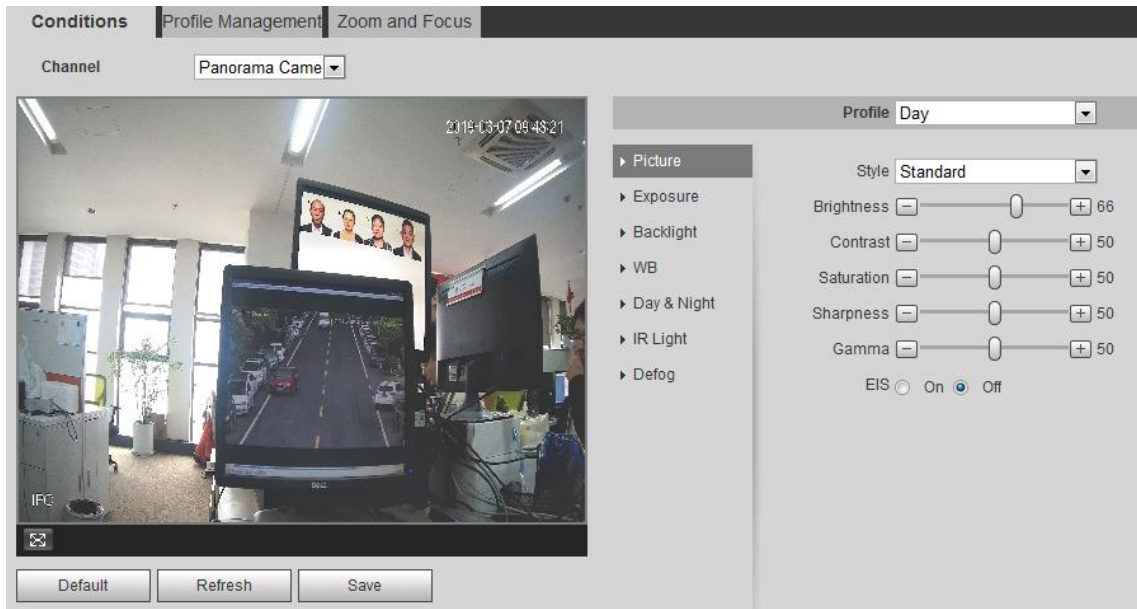 Conditions Profile Management Zoom and Focus
Channel Panorama Came
2019-03-07 09:48:21
IPC
DELL
Default Refresh Save
Profile Day
Picture
Exposure
Backlight
WB
Day & Night
IR Light
Defog
Style Standard
Brightness 66
Contrast 50
Saturation 50
Sharpness 50
Gamma 50
EIS On Off